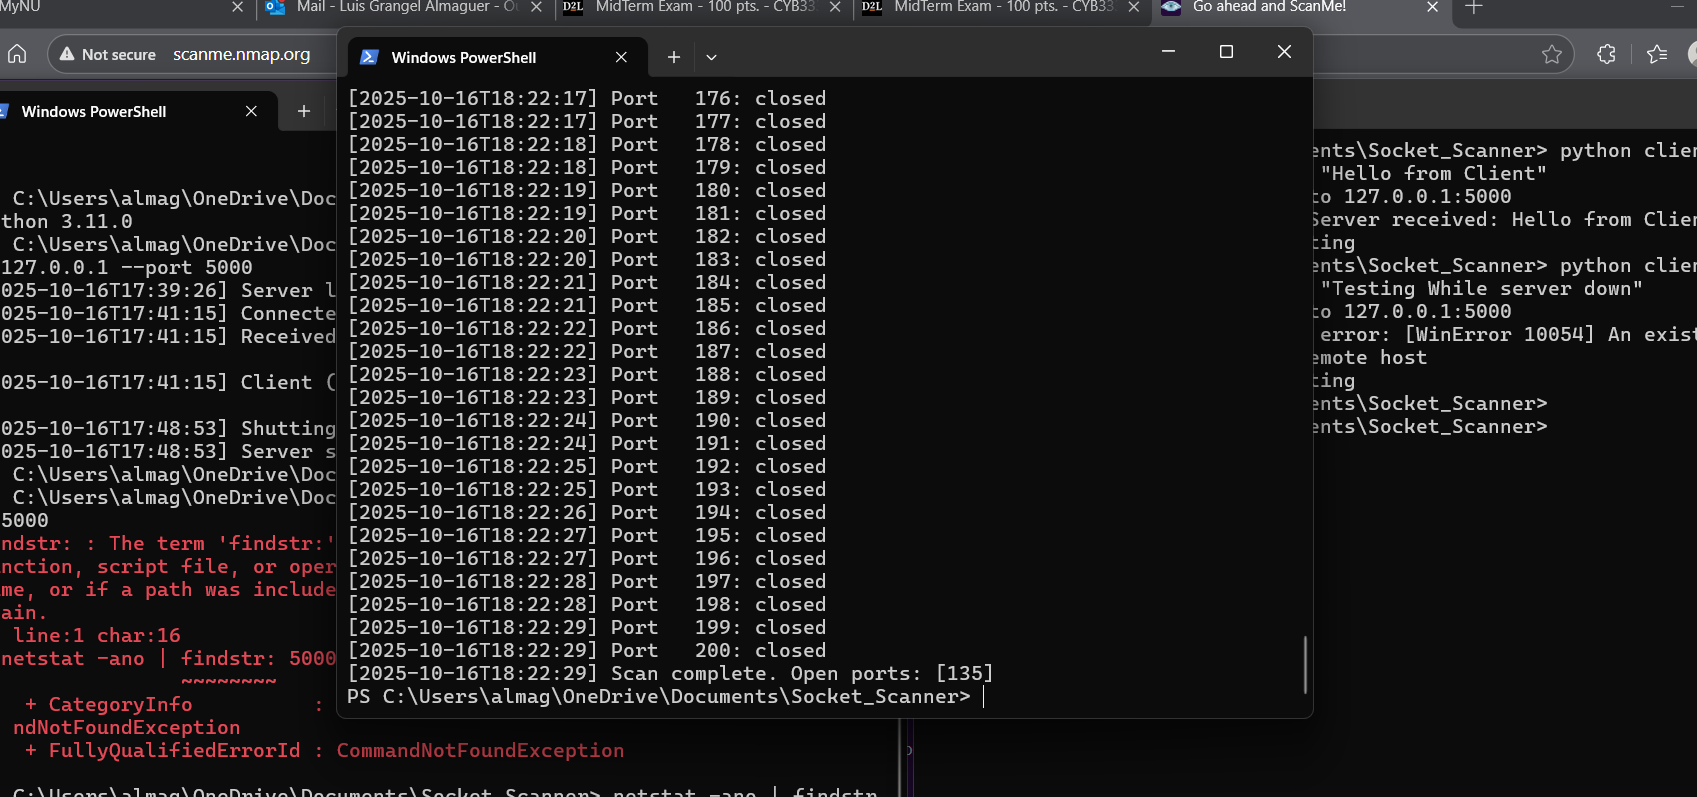 MyNU
Mail - Luis Grangel Almaguer - Ou
D2L MidTerm Exam - 100 pts. - CYB33
D2L MidTerm Exam - 100 pts. - CYB33
Go ahead and ScanMe!
Not secure scanme.nmap.org
Windows PowerShell
[2025-10-16T18:22:17] Port   176: closed
[2025-10-16T18:22:17] Port   177: closed
[2025-10-16T18:22:18] Port   178: closed
[2025-10-16T18:22:18] Port   179: closed
[2025-10-16T18:22:19] Port   180: closed
[2025-10-16T18:22:19] Port   181: closed
[2025-10-16T18:22:20] Port   182: closed
[2025-10-16T18:22:20] Port   183: closed
[2025-10-16T18:22:21] Port   184: closed
[2025-10-16T18:22:21] Port   185: closed
[2025-10-16T18:22:22] Port   186: closed
[2025-10-16T18:22:22] Port   187: closed
[2025-10-16T18:22:23] Port   188: closed
[2025-10-16T18:22:23] Port   189: closed
[2025-10-16T18:22:24] Port   190: closed
[2025-10-16T18:22:24] Port   191: closed
[2025-10-16T18:22:25] Port   192: closed
[2025-10-16T18:22:25] Port   193: closed
[2025-10-16T18:22:26] Port   194: closed
[2025-10-16T18:22:27] Port   195: closed
[2025-10-16T18:22:27] Port   196: closed
[2025-10-16T18:22:28] Port   197: closed
[2025-10-16T18:22:28] Port   198: closed
[2025-10-16T18:22:29] Port   199: closed
[2025-10-16T18:22:29] Port   200: closed
[2025-10-16T18:22:29] Scan complete. Open ports: [135]
PS C:\Users\almag\OneDrive\Documents\Socket_Scanner>
Windows PowerShell
C:\Users\almag\OneDrive\Doc
thon 3.11.0
C:\Users\almag\OneDrive\Doc
127.0.0.1 --port 5000
025-10-16T17:39:26] Server l
025-10-16T17:41:15] Connecte
025-10-16T17:41:15] Received
025-10-16T17:41:15] Client (
025-10-16T17:48:53] Shutting
025-10-16T17:48:53] Server s
C:\Users\almag\OneDrive\Doc
C:\Users\almag\OneDrive\Doc
5000
ndstr: : The term 'findstr:'
nction, script file, or oper
me, or if a path was include
ain.
line:1 char:16
netstat -ano | findstr: 5000
~~~~~~~~
+ CategoryInfo          :
ndNotFoundException
+ FullyQualifiedErrorId : CommandNotFoundException
C:\Users\almag\OneDrive\Documents\Socket_Scanner> netstat -ano | findstr
ents\Socket_Scanner> python clien
"Hello from Client"
to 127.0.0.1:5000
Server received: Hello from Clien
ting
ents\Socket_Scanner> python clien
"Testing While server down"
to 127.0.0.1:5000
error: [WinError 10054] An exist
emote host
ting
ents\Socket_Scanner>
ents\Socket_Scanner>